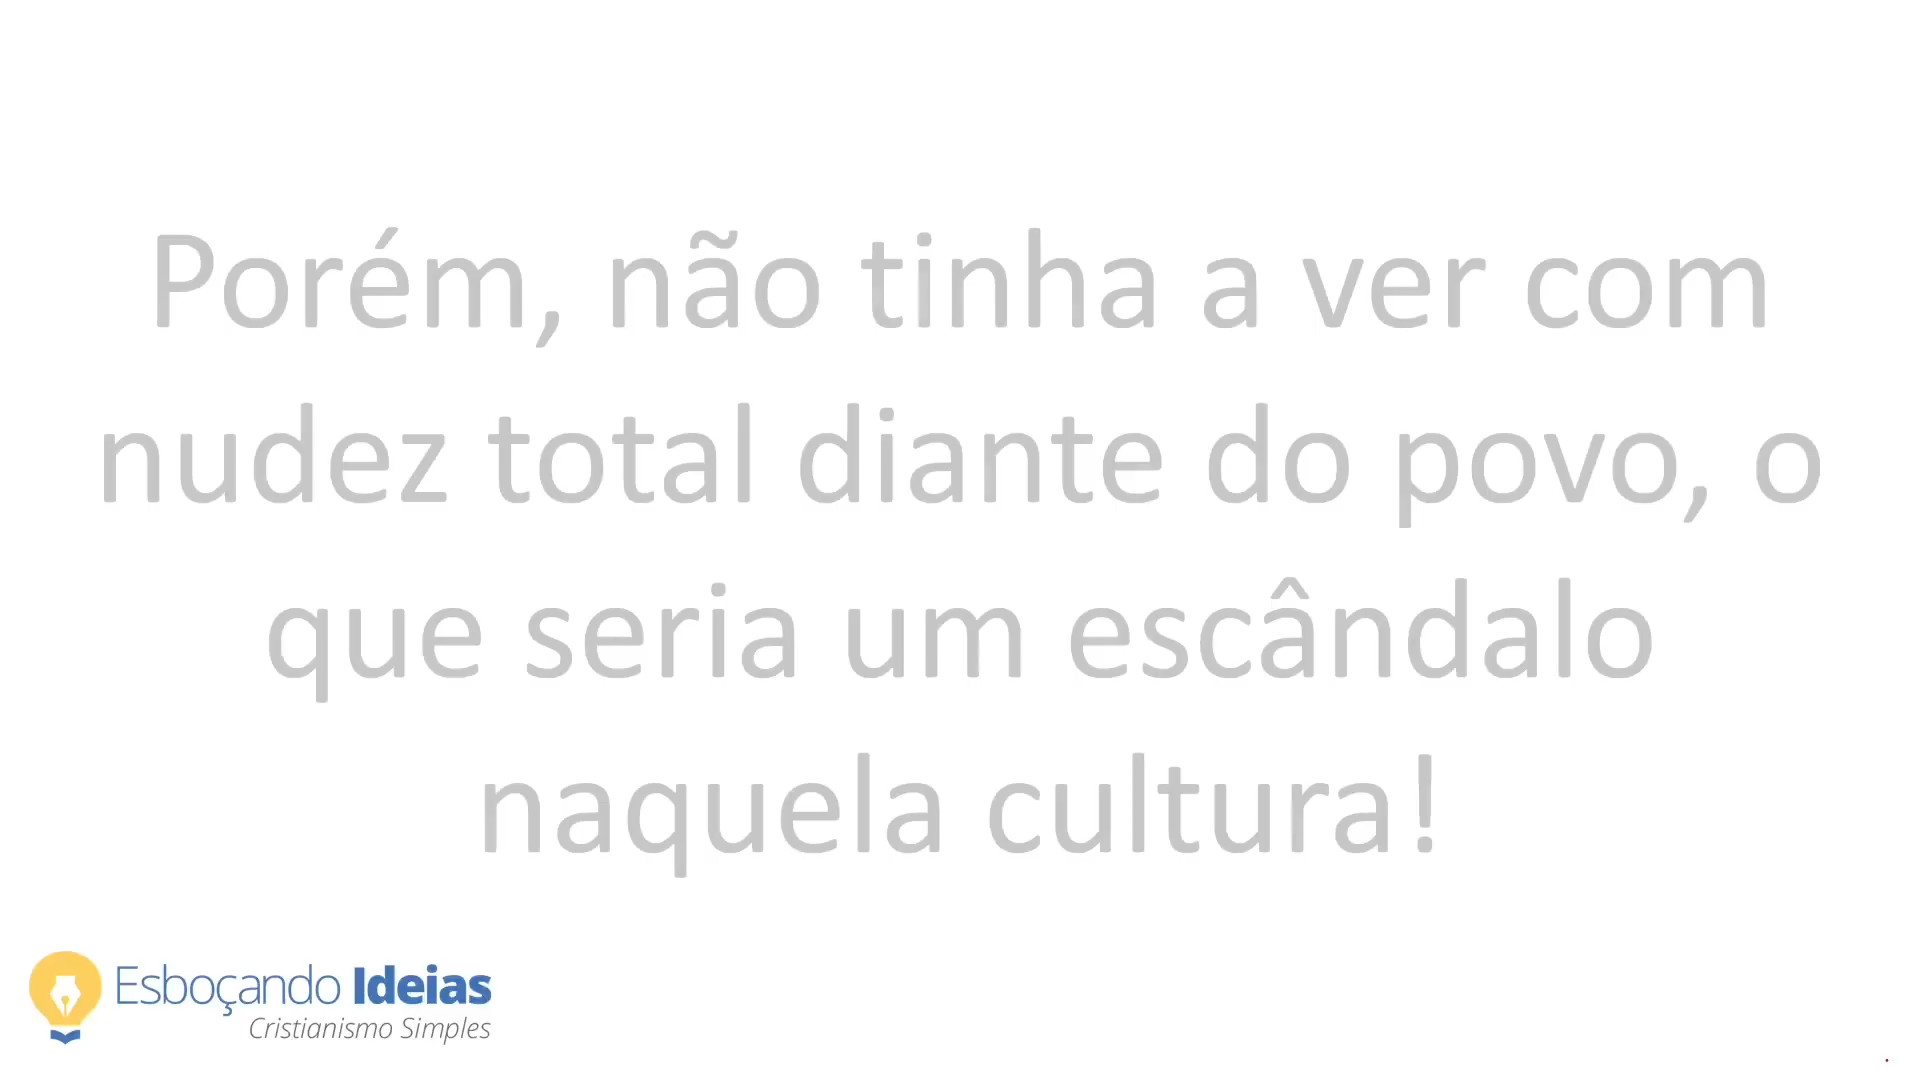 Porém, não tinha a ver com
nudez total diante do povo, o
que seria um escândalo
naquela cultura!
Esboçando Ideias
Cristianismo Simples